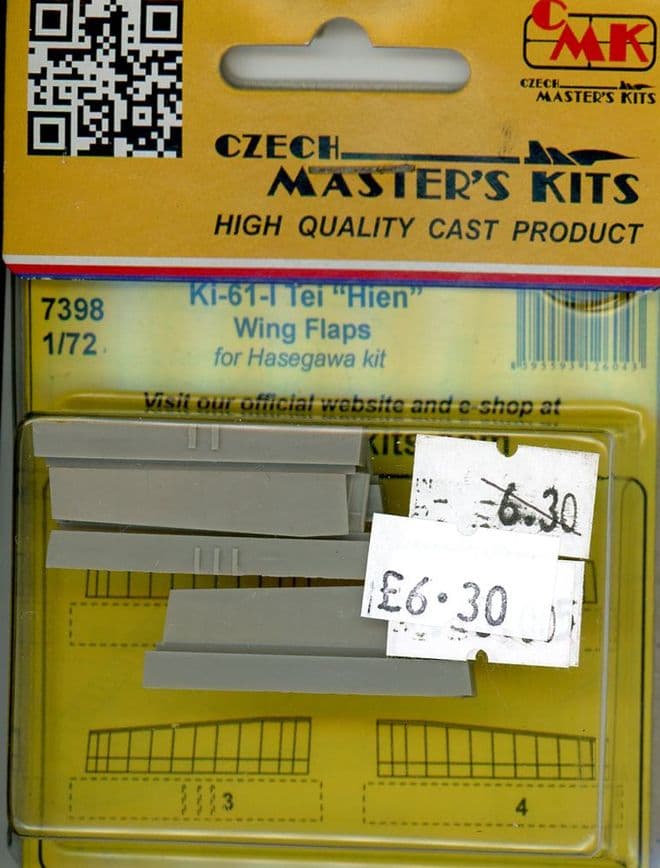 CMK
CZECH
MASTER'S KITS
CZECH
MASTER'S KITS
HIGH QUALITY CAST PRODUCT
7398
1/72
Ki-61-I Tei "Hien"
Wing Flaps
for Hasegawa kit
8595593126043
Visit our official website and e-shop at
6.30
£6.30
3
4